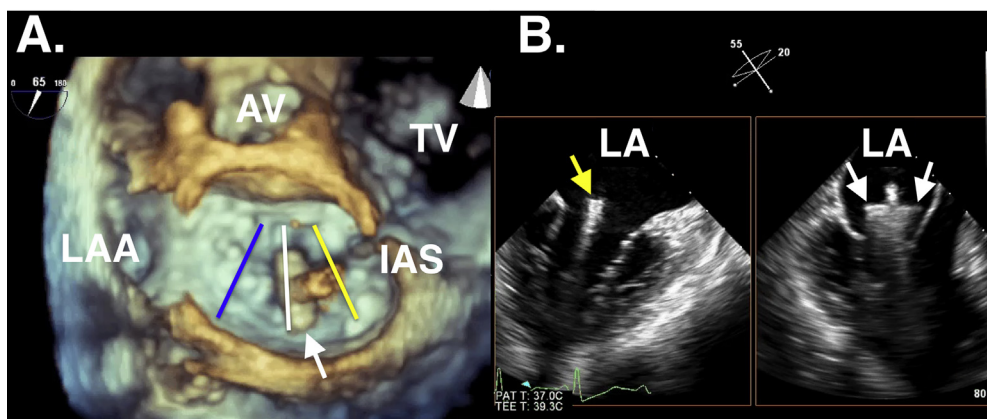 A.
B.
0 65 180
AV
TV
LAA
IAS
55 20
LA
LA
PAT T: 37.0C
TEE T: 39.3C
80